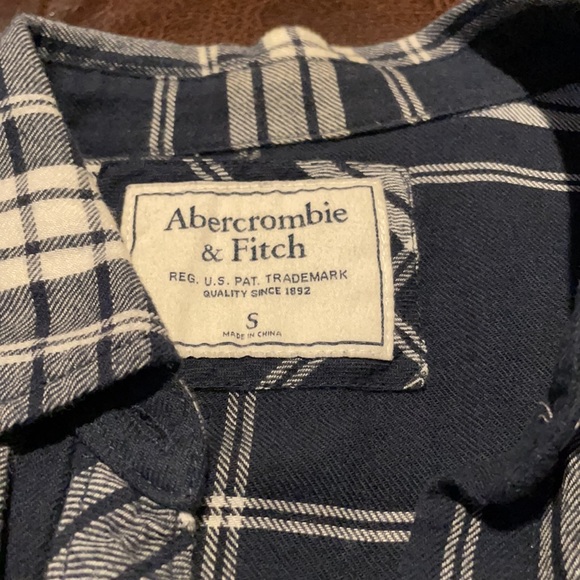 Abercrombie
& Fitch
REG. U.S. PAT. TRADEMARK
QUALITY SINCE 1892
S
MADE IN CHINA